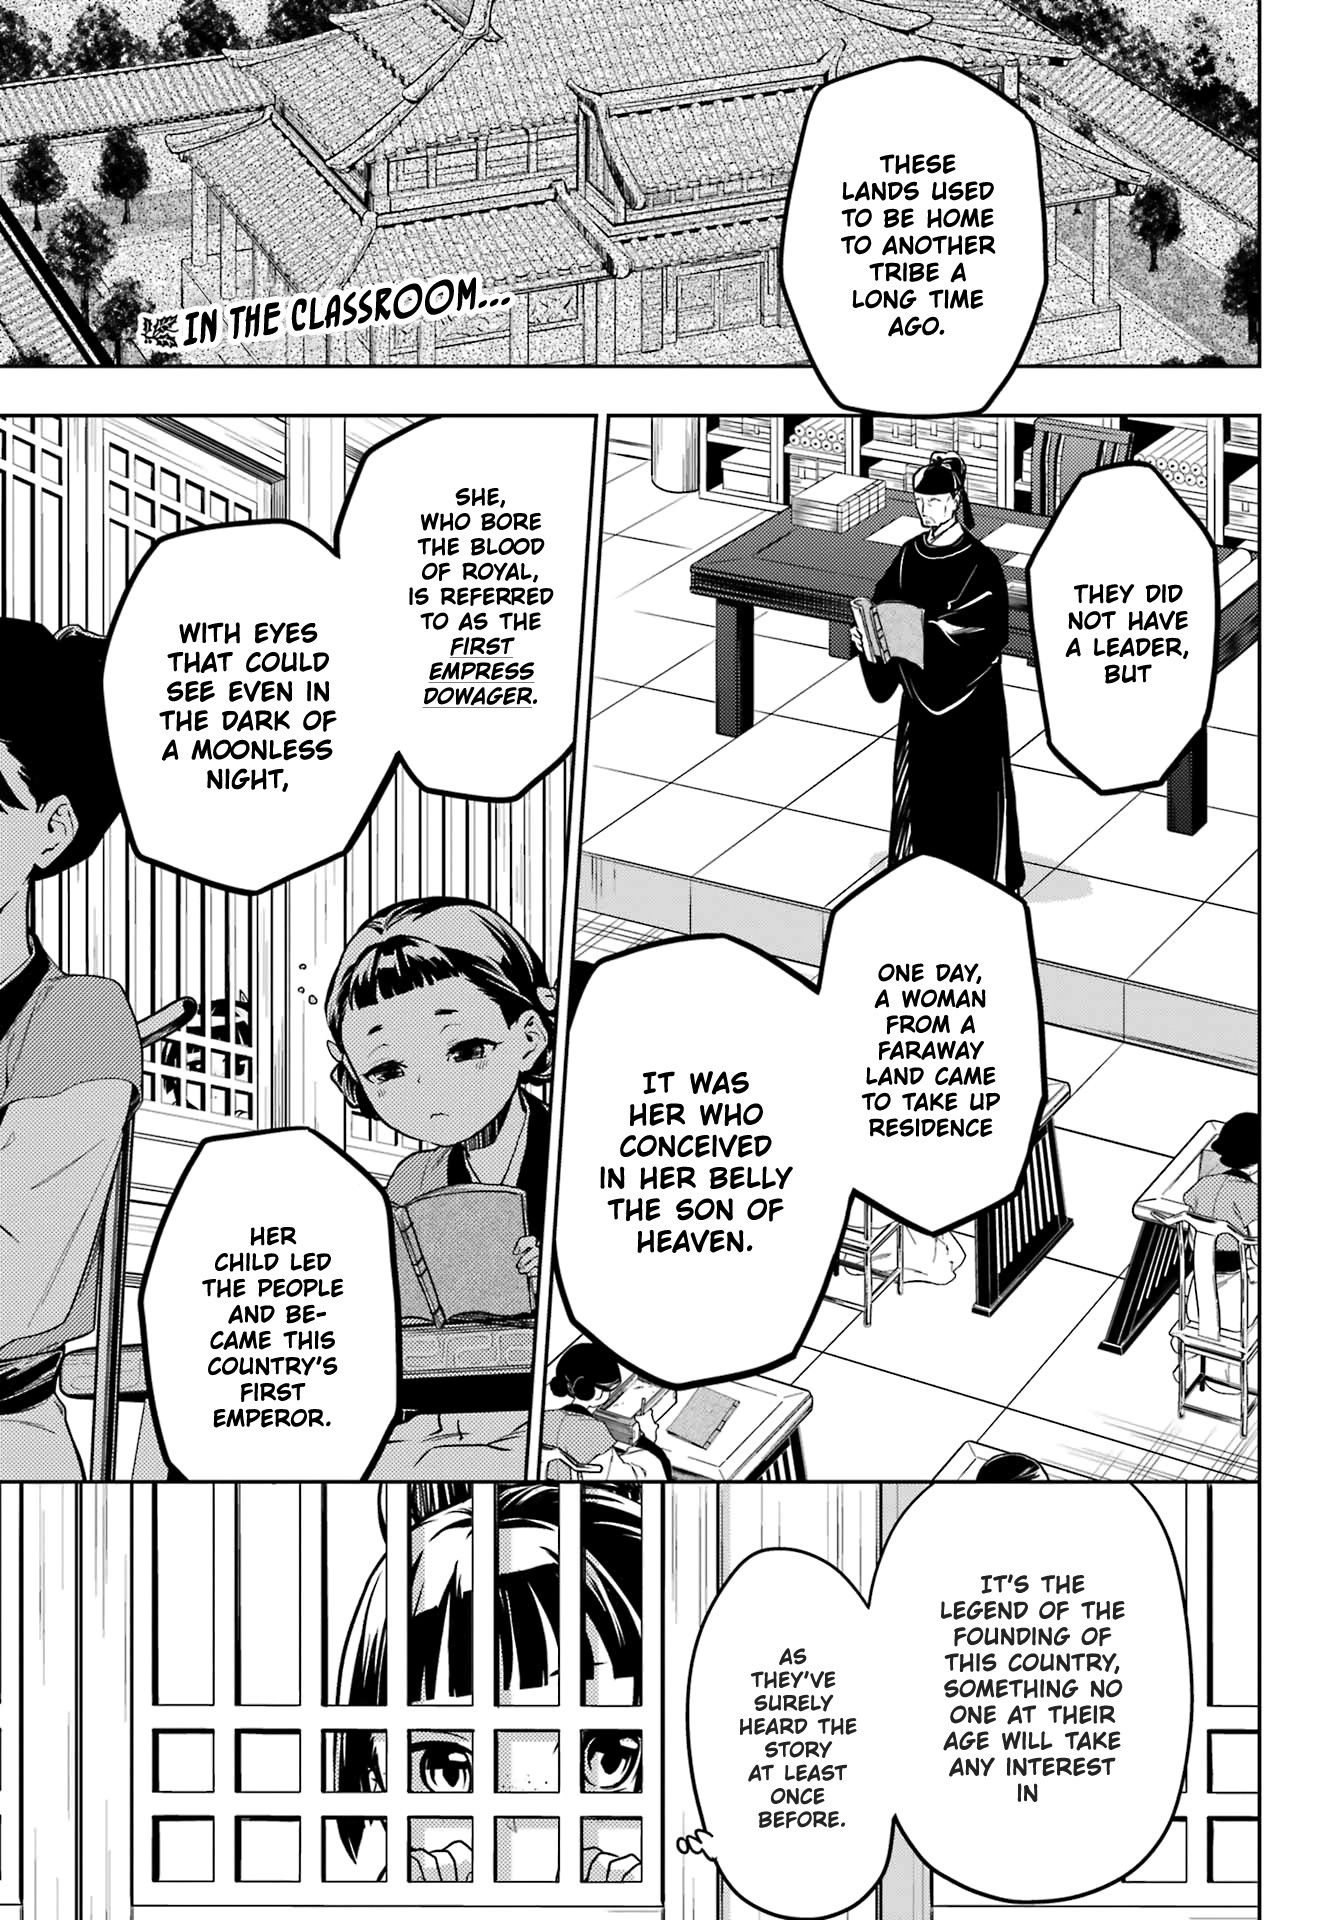 THESE
LANDS USED
TO BE HOME
TO ANOTHER
TRIBE A
LONG TIME
AGO.
IN THE CLASSROOM...
THEY DID
NOT HAVE
A LEADER,
BUT
ONE DAY,
A WOMAN
FROM A
FARAWAY
LAND CAME
TO TAKE UP
RESIDENCE
IT WAS
HER WHO
CONCEIVED
IN HER BELLY
THE SON OF
HEAVEN.
SHE,
WHO BORE
THE BLOOD
OF ROYAL,
IS REFERRED
TO AS THE
FIRST
EMPRESS
DOWAGER.
WITH EYES
THAT COULD
SEE EVEN IN
THE DARK OF
A MOONLESS
NIGHT,
HER
CHILD LED
THE PEOPLE
AND BE-
CAME THIS
COUNTRY'S
FIRST
EMPEROR.
IT'S THE
LEGEND OF THE
FOUNDING OF
THIS COUNTRY,
SOMETHING NO
ONE AT THEIR
AGE WILL TAKE
ANY INTEREST
IN
AS
THEY'VE
SURELY
HEARD THE
STORY
AT LEAST
ONCE
BEFORE.